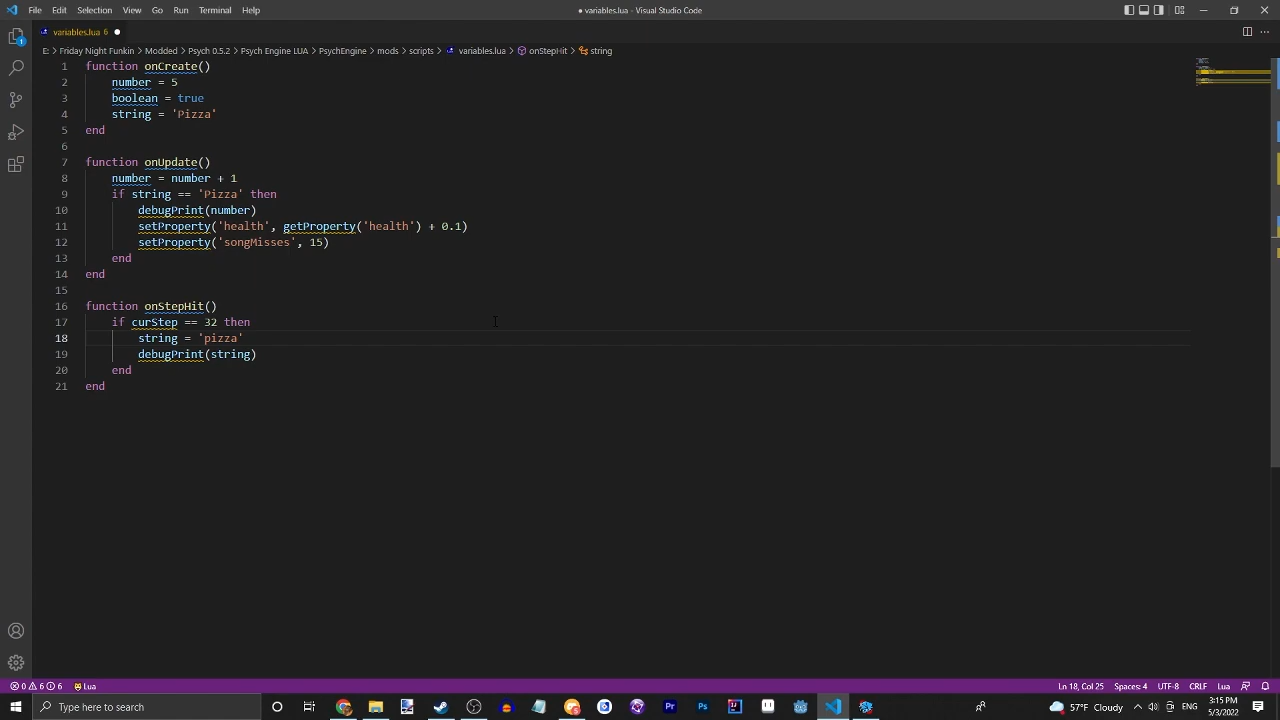 File Edit Selection View Go Run Terminal Help
● variables.lua - Visual Studio Code
variables.lua 6 ●
E: > Friday Night Funkin > Modded > Psych 0.5.2 > Psych Engine LUA > PsychEngine > mods > scripts > variables.lua > onStepHit > string
1 function onCreate()
2 number = 5
3 boolean = true
4 string = 'Pizza'
5 end
6
7 function onUpdate()
8 number = number + 1
9 if string == 'Pizza' then
10 debugPrint(number)
11 setProperty('health', getProperty('health') + 0.1)
12 setProperty('songMisses', 15)
13 end
14 end
15
16 function onStepHit()
17 if curStep == 32 then
18 string = 'pizza'
19 debugPrint(string)
20 end
21 end
0 6 6 Lua
Ln 18, Col 25 Spaces: 4 UTF-8 CRLF Lua
Type here to search
57°F Cloudy
3:15 PM
5/3/2022